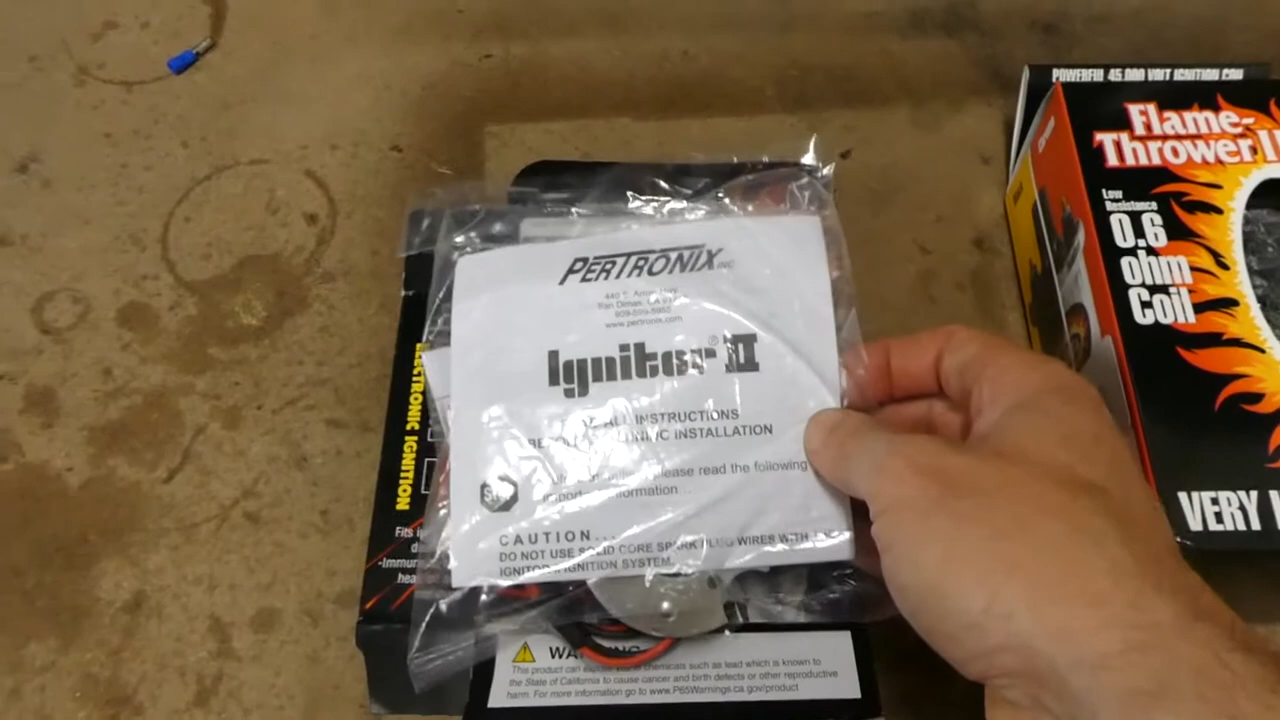 PERTRONIX INC
www.pertronix.com
Ignitor® II
ALL INSTRUCTIONS
INSTALLATION
please read the following
information...
CAUTION...
DO NOT USE SOLID CORE SPARK PLUG WIRES WITH
IGNITOR IGNITION SYSTEM.
WARNING
This product can expose you to chemicals such as lead which is known to
the State of California to cause cancer and birth defects or other reproductive
harm. For more information go to www.P65Warnings.ca.gov/product
ELECTRONIC IGNITION
Fits
POWERFUL 45,000 VOLT IGNITION COIL
Flame-
Thrower II
Low
Resistance
0.6
ohm
Coil
VERY